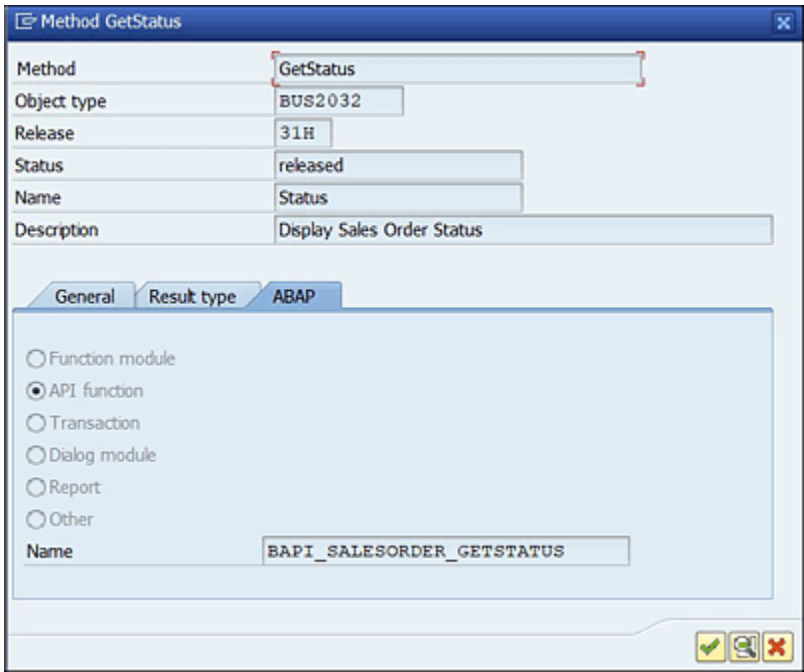 Method GetStatus
Method GetStatus
Object type BUS2032
Release 31H
Status released
Name Status
Description Display Sales Order Status
General Result type ABAP
Function module
API function
Transaction
Dialog module
Report
Other
Name BAPI_SALESORDER_GETSTATUS